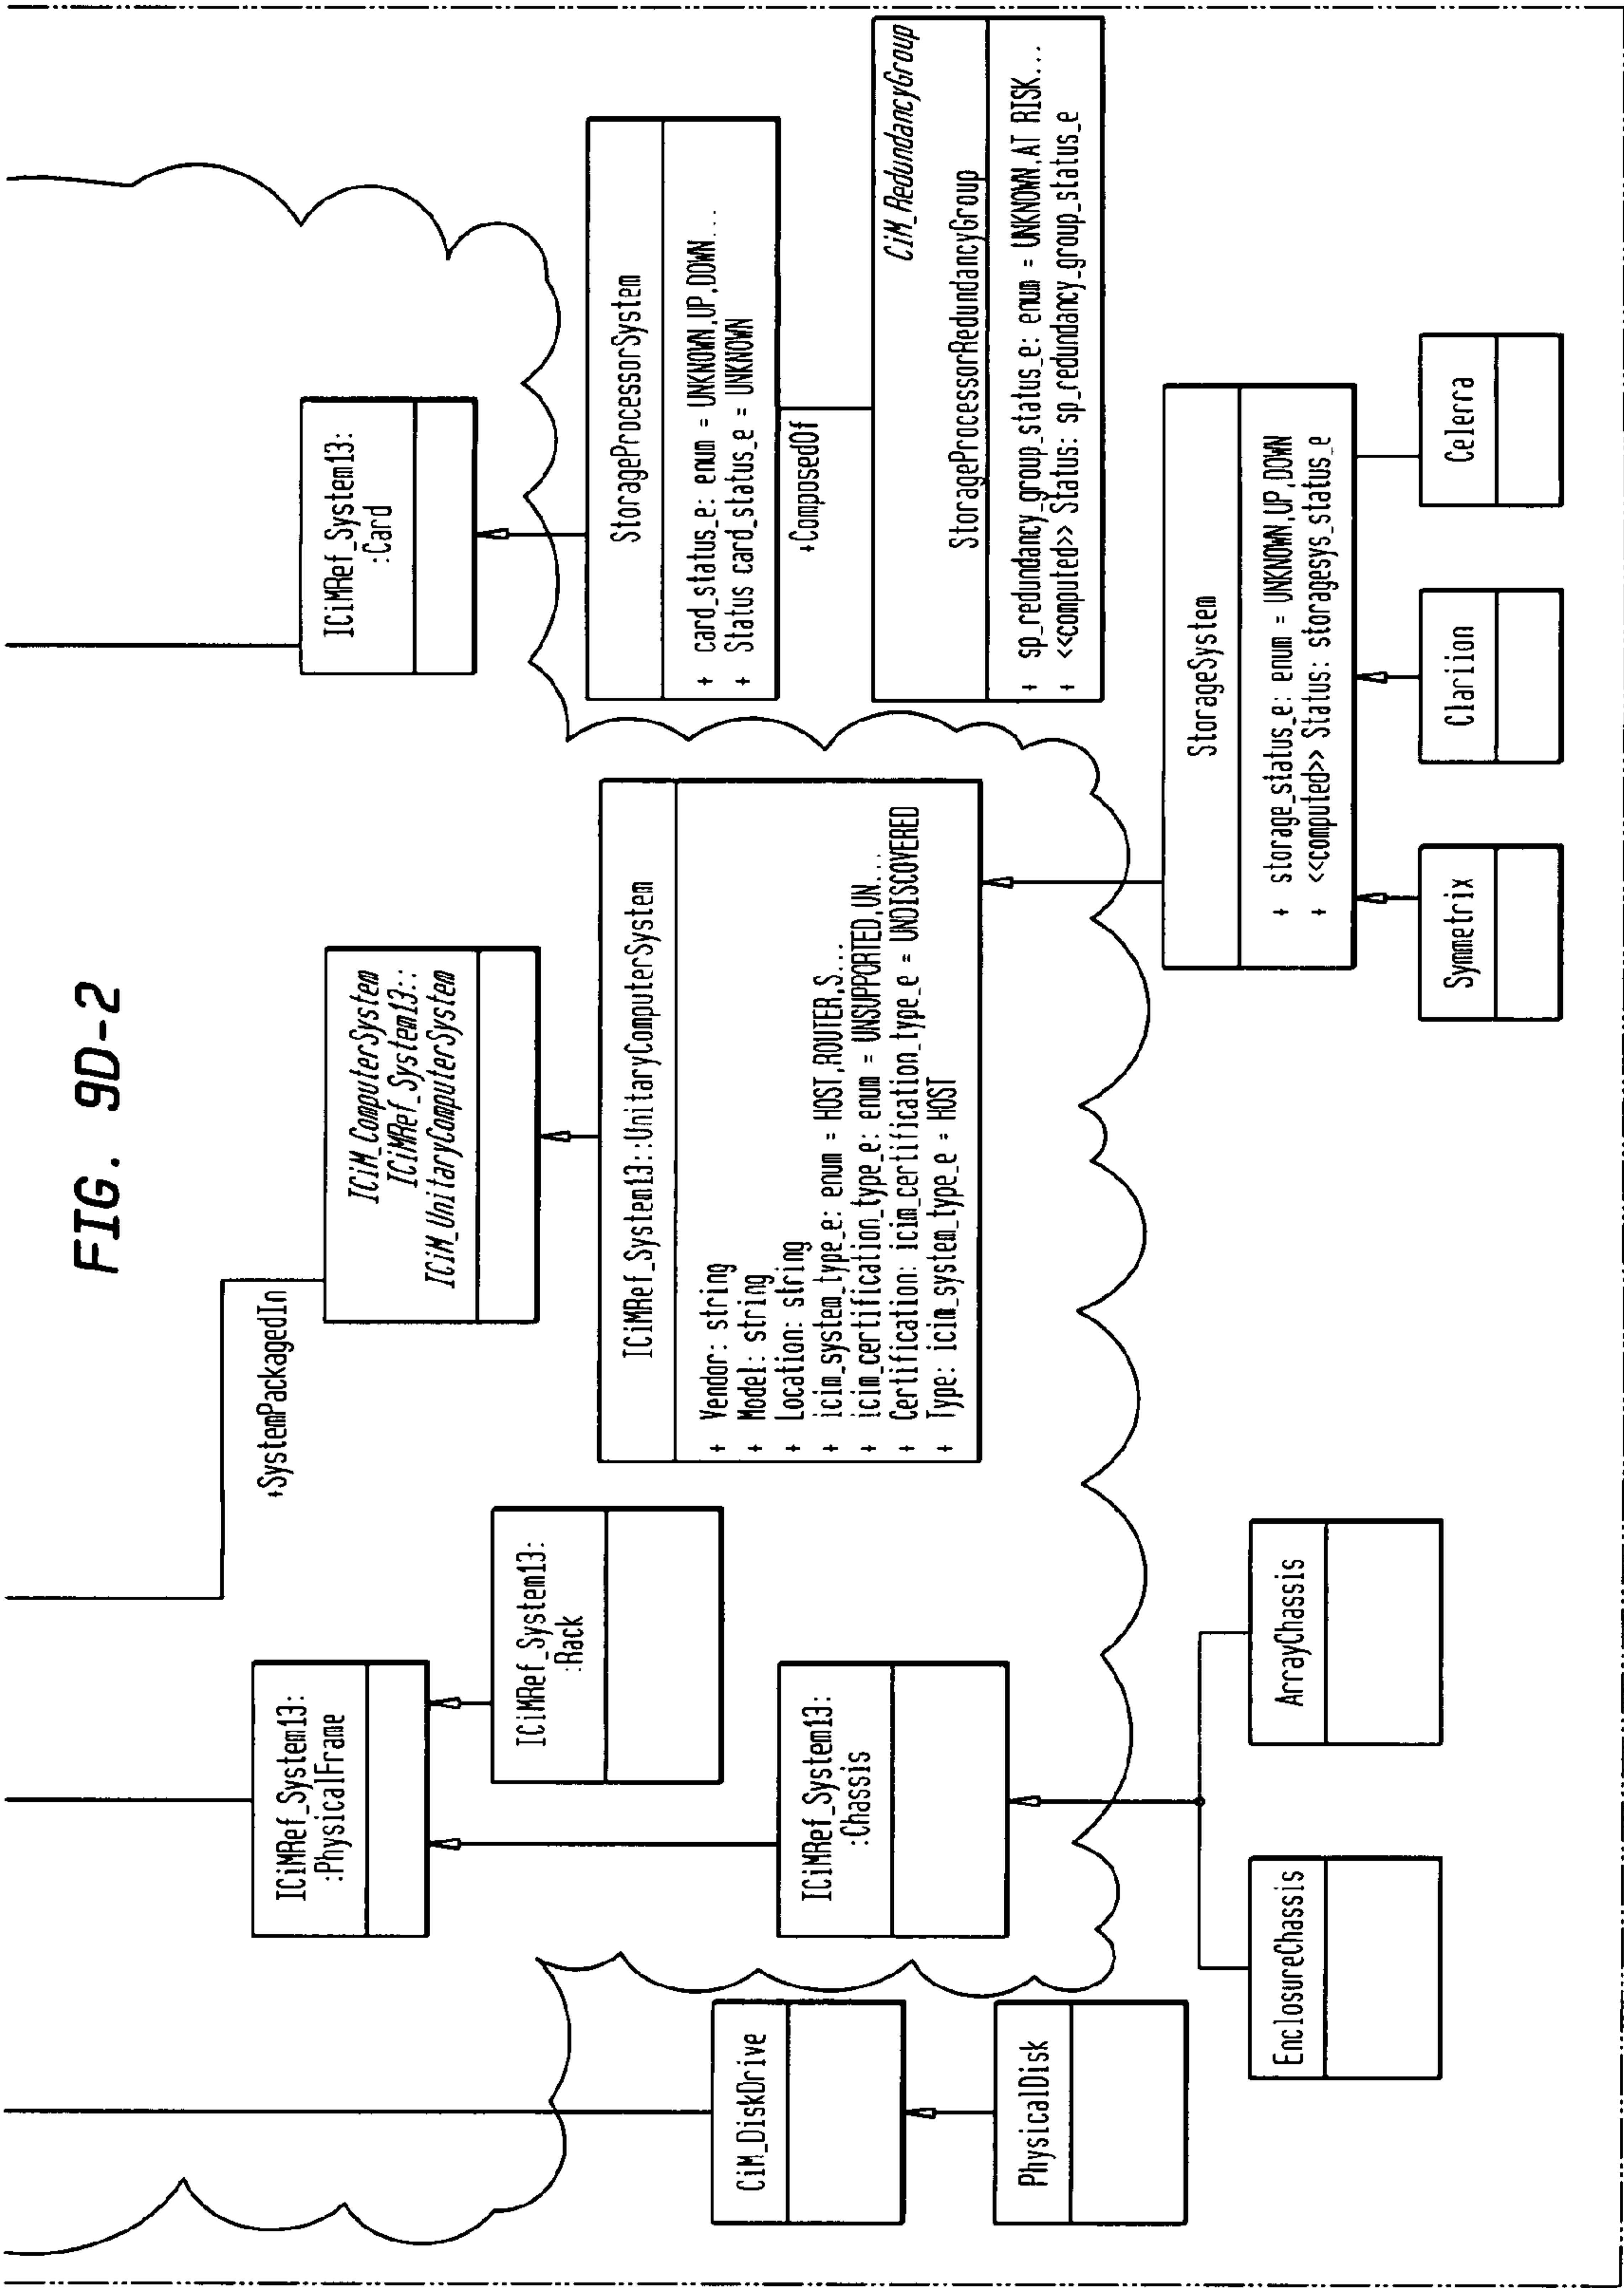 FIG. 9D-2
+SystemPackagedIn
ICiMRef_System13:
:PhysicalFrame
ICiM_ComputerSystem
ICiMRef_System13::
ICiM_UnitaryComputerSystem
ICiMRef_System13:
:Card
ICiMRef_System13:
:Rack
ICiMRef_System13::UnitaryComputerSystem
+ Vendor: string
+ Model: string
+ Location: string
+ icim_system_type_e: enum = HOST,ROUTER,S...
+ icim_certification_type_e: enum = UNSUPPORTED,UN...
+ Certification: icim_certification_type_e = UNDISCOVERED
+ Type: icim_system_type_e = HOST
StorageProcessorSystem
+ card_status_e: enum = UNKNOWN,UP,DOWN...
+ Status card_status_e = UNKNOWN
+ComposedOf
CiM_DiskDrive
ICiMRef_System13:
:Chassis
CiM_RedundancyGroup
StorageProcessorRedundancyGroup
+ sp_redundancy_group_status_e: enum = UNKNOWN,AT RISK...
+ <<computed>> Status: sp_redundancy_group_status_e
PhysicalDisk
StorageSystem
+ storage_status_e: enum = UNKNOWN,UP,DOWN
+ <<computed>> Status: storagesys_status_e
EnclosureChassis
ArrayChassis
Symmetrix
Clariion
Celerra